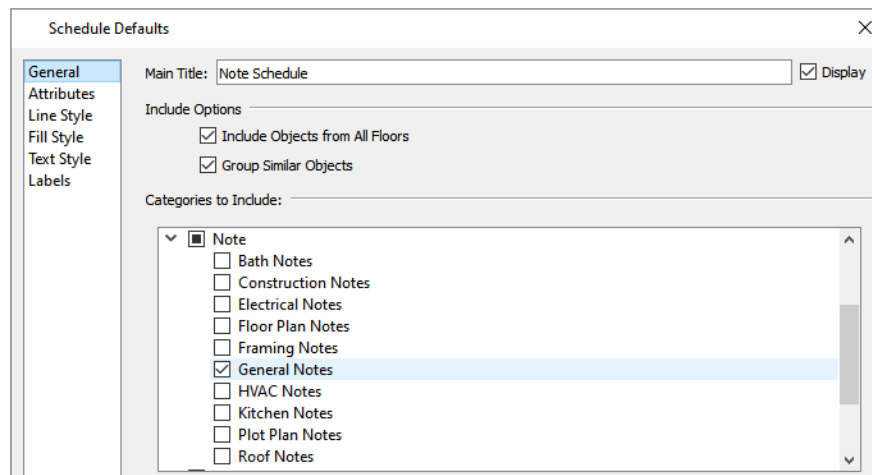 Schedule Defaults
General
Attributes
Line Style
Fill Style
Text Style
Labels
Main Title: Note Schedule Display
Include Options
Include Objects from All Floors
Group Similar Objects
Categories to Include:
Note
Bath Notes
Construction Notes
Electrical Notes
Floor Plan Notes
Framing Notes
General Notes
HVAC Notes
Kitchen Notes
Plot Plan Notes
Roof Notes